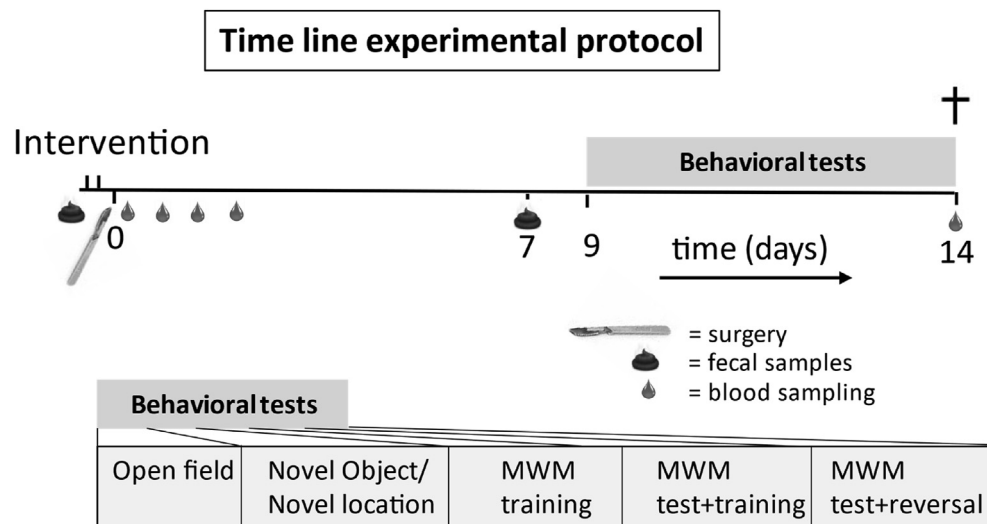 Time line experimental protocol
Intervention
Behavioral tests
0
7
9
time (days)
14
= surgery
= fecal samples
= blood sampling
Behavioral tests
Open field
Novel Object/
Novel location
MWM
training
MWM
test+training
MWM
test+reversal